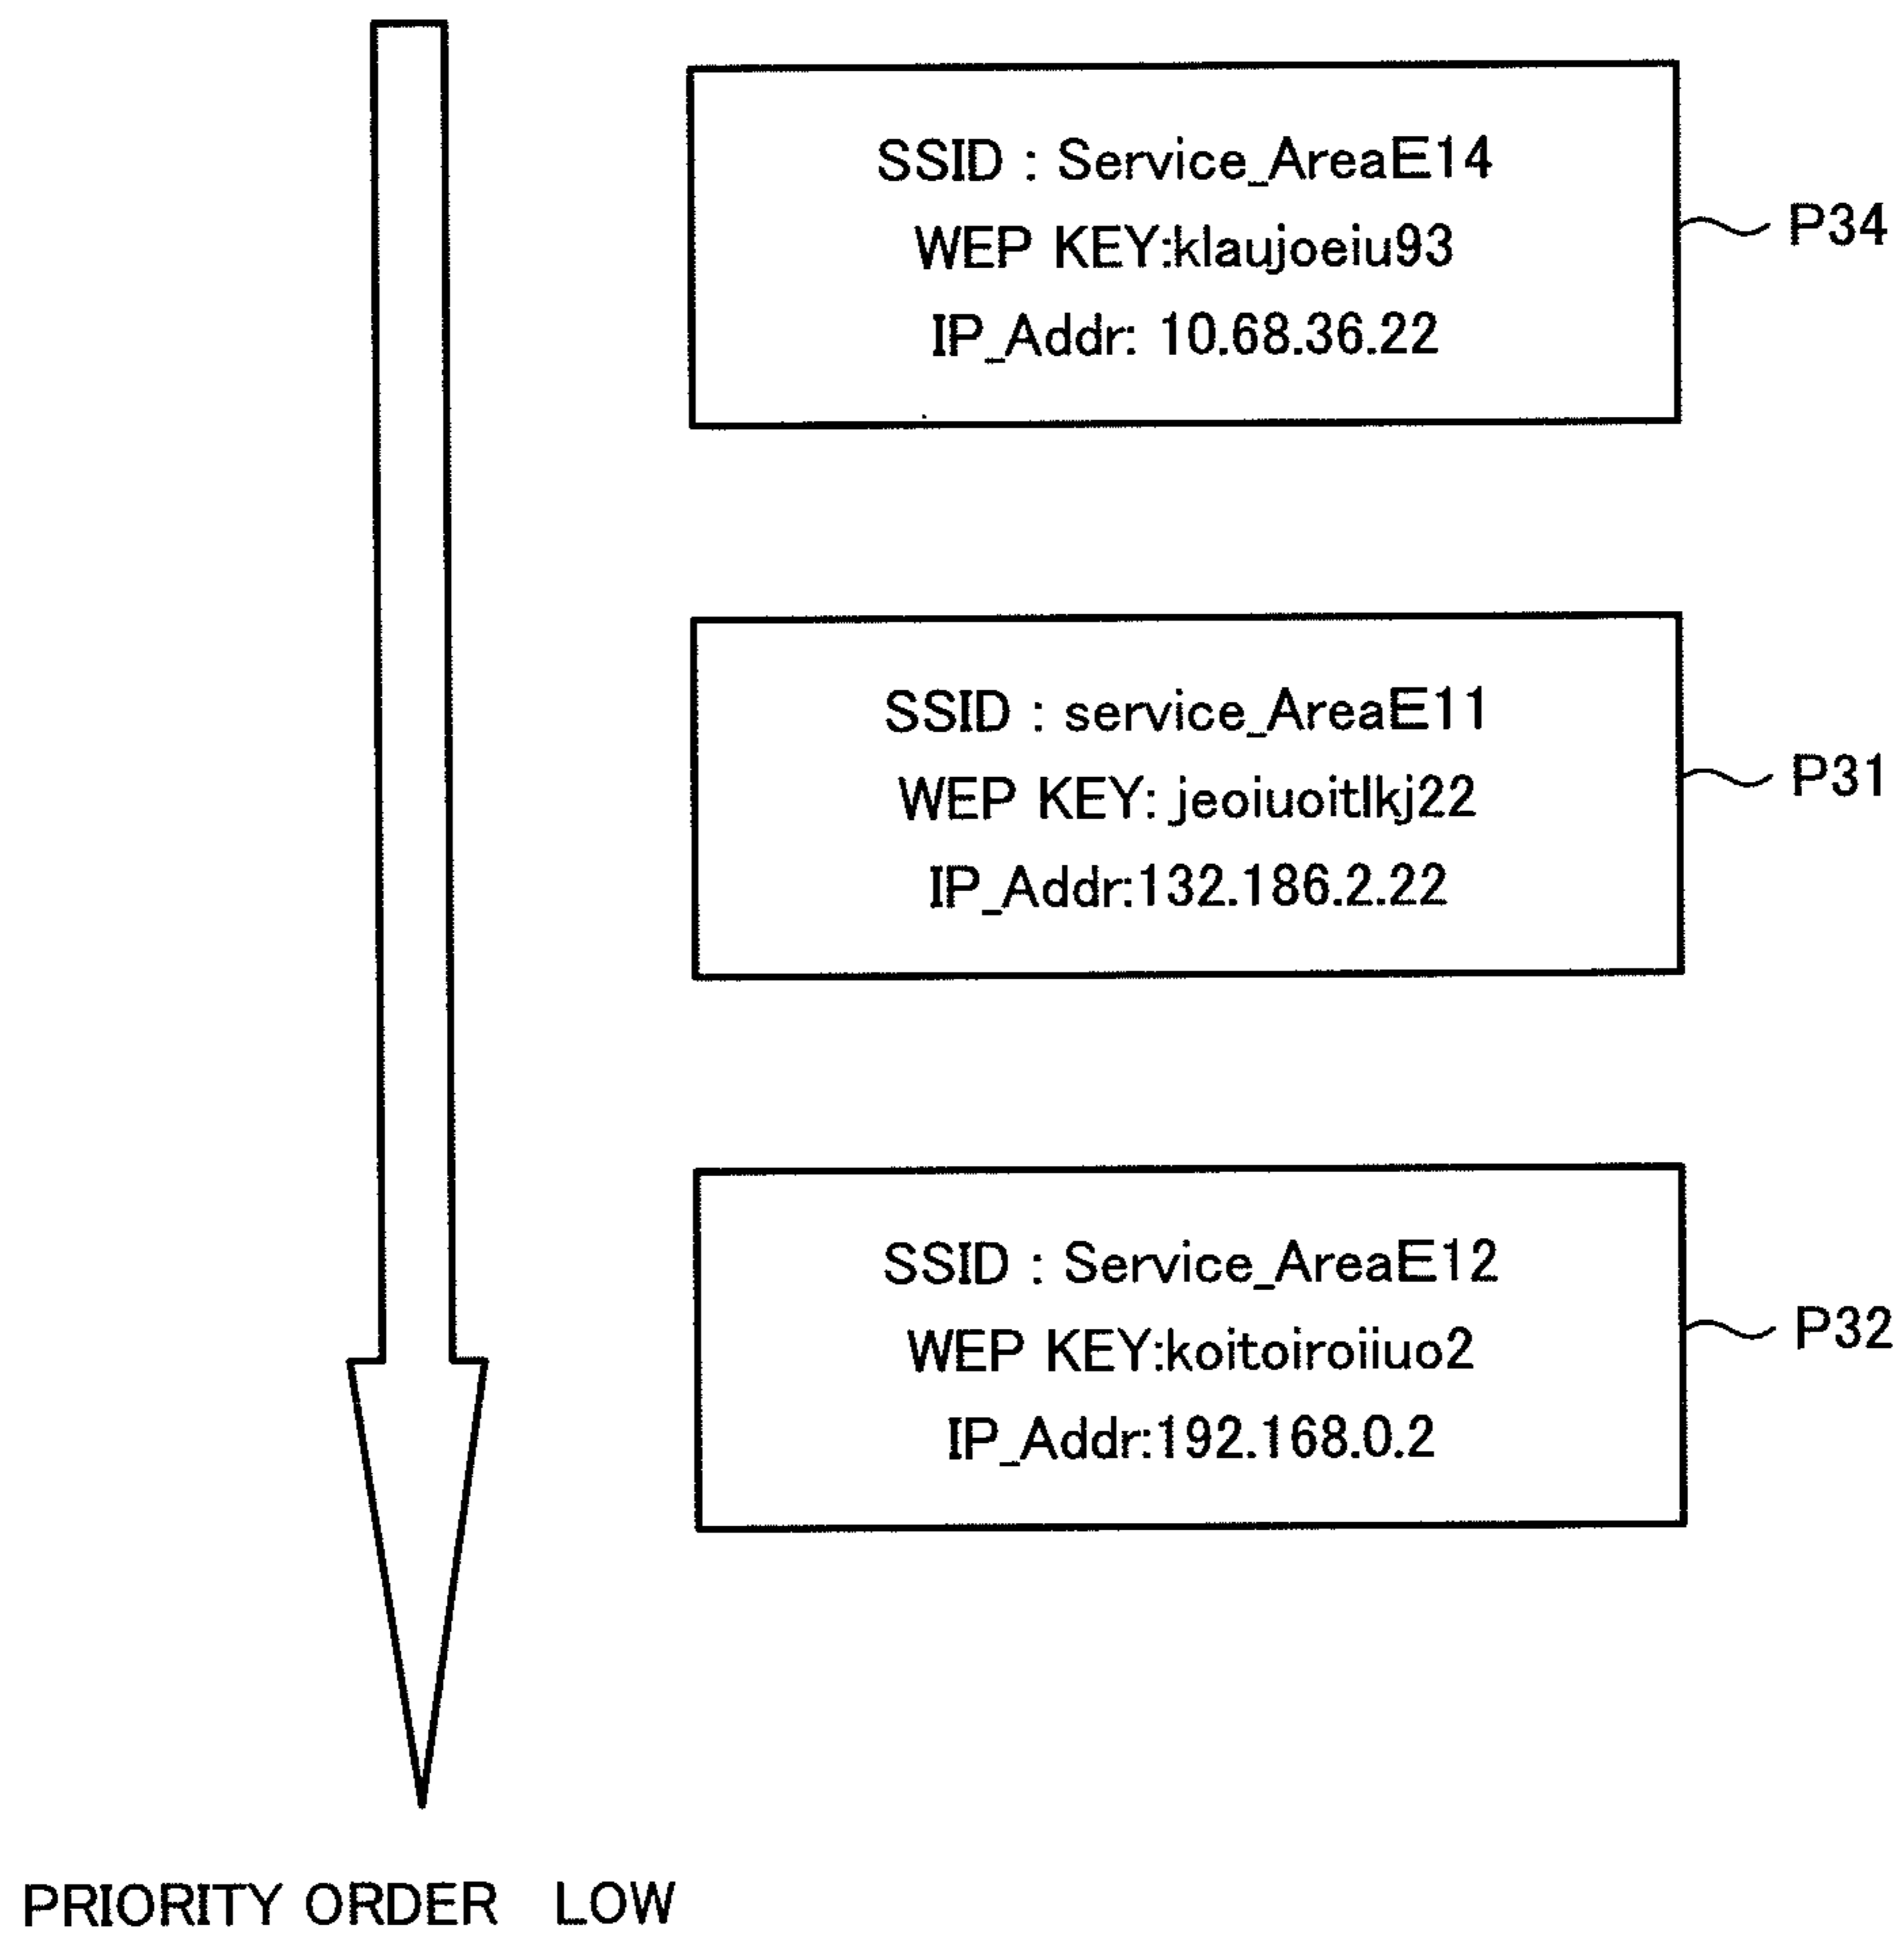 SSID : Service_AreaE14
WEP KEY:klaujoeiu93
IP_Addr: 10.68.36.22
P34
SSID : service_AreaE11
WEP KEY: jeoiuoitlkj22
IP_Addr:132.186.2.22
P31
SSID : Service_AreaE12
WEP KEY:koitoiroiiuo2
IP_Addr:192.168.0.2
P32
PRIORITY ORDER LOW